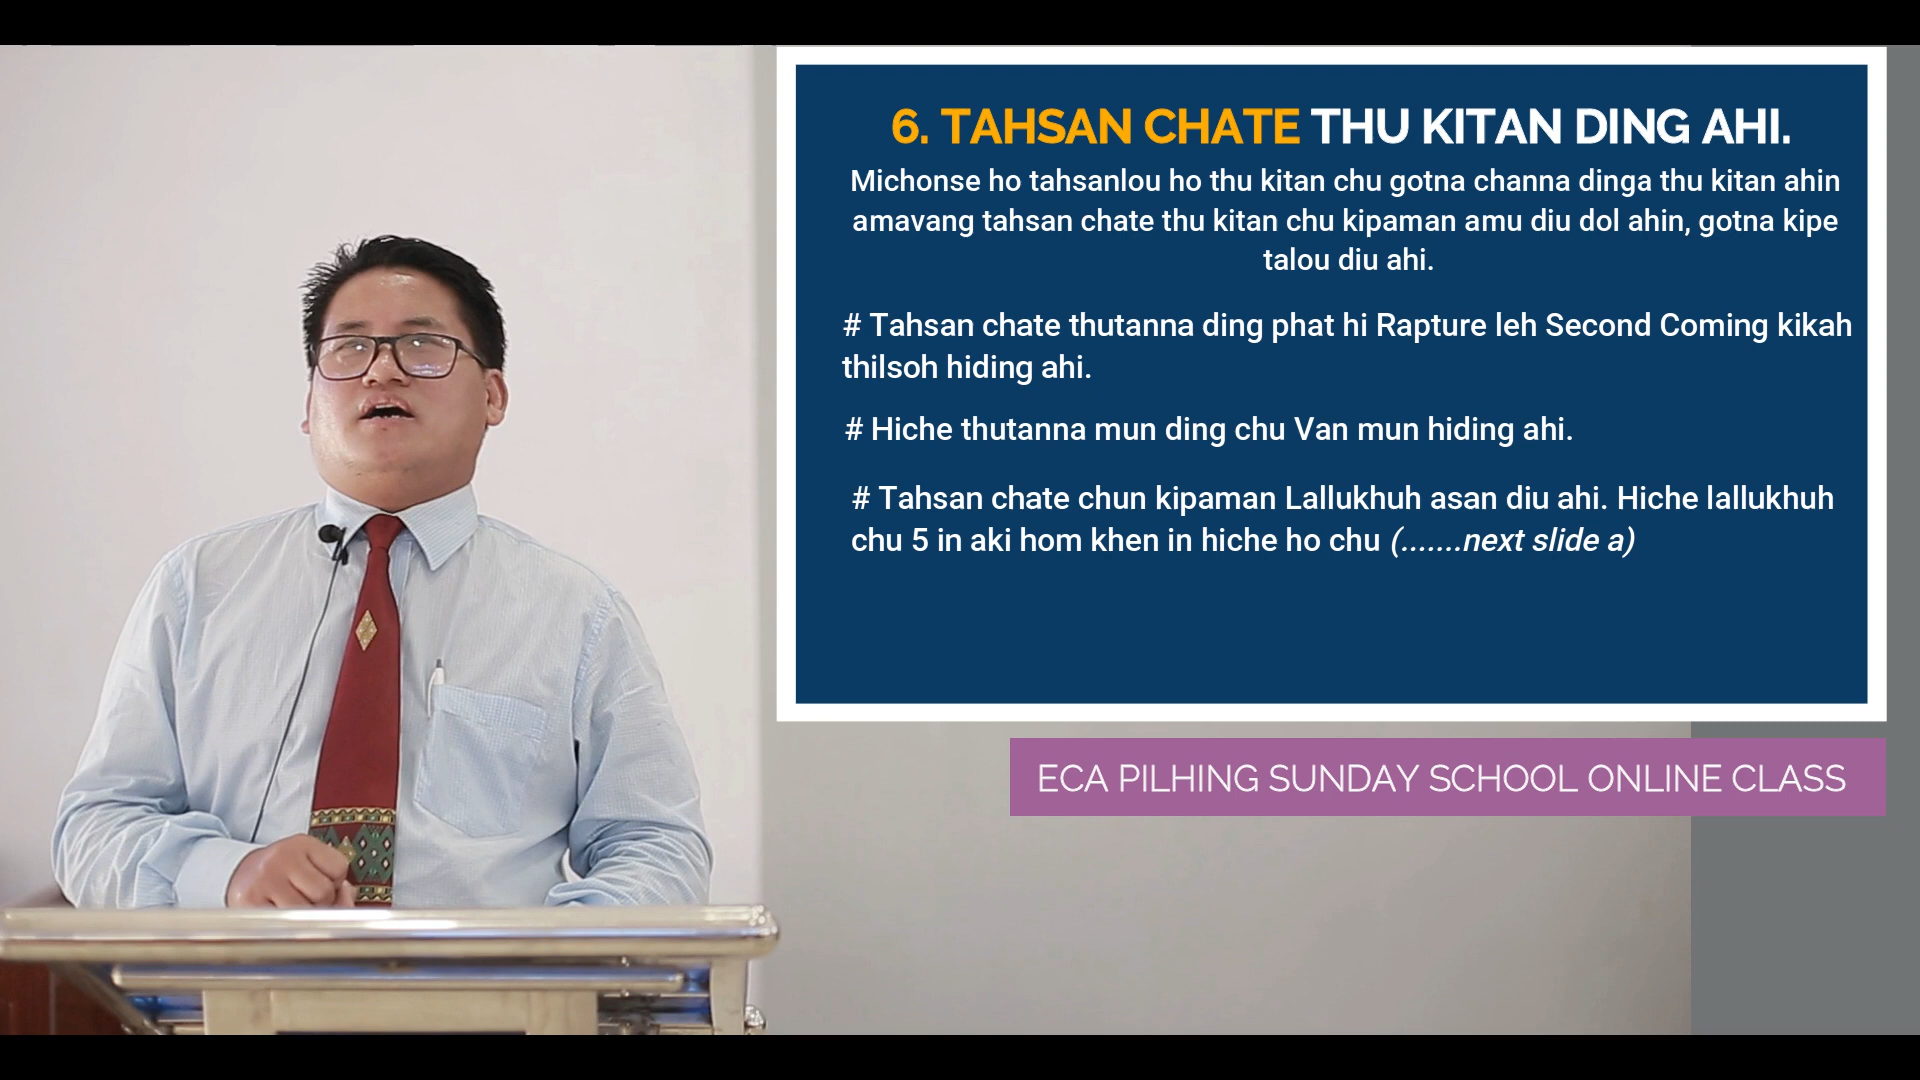 6. TAHSAN CHATE THU KITAN DING AHI.
Michonse ho tahsanlou ho thu kitan chu gotna channa dinga thu kitan ahin
amavang tahsan chate thu kitan chu kipaman amu diu dol ahin, gotna kipe
talou diu ahi.
# Tahsan chate thutanna ding phat hi Rapture leh Second Coming kikah
thilsoh hiding ahi.
# Hiche thutanna mun ding chu Van mun hiding ahi.
# Tahsan chate chun kipaman Lallukhuh asan diu ahi. Hiche lallukhuh
chu 5 in aki hom khen in hiche ho chu (.......next slide a)
ECA PILHING SUNDAY SCHOOL ONLINE CLASS